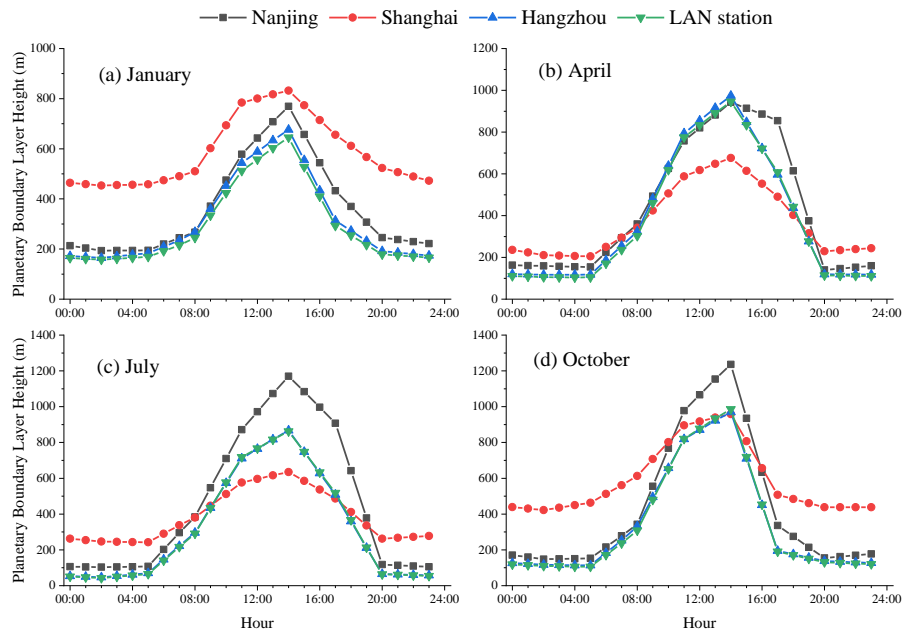 Nanjing Shanghai Hangzhou LAN station
Planetary Boundary Layer Height (m)
1000
800
600
400
200
0
(a) January
00:00 04:00 08:00 12:00 16:00 20:00 24:00
1200
1000
800
600
400
200
0
(b) April
00:00 04:00 08:00 12:00 16:00 20:00 24:00
Planetary Boundary Layer Height (m)
1400
1200
1000
800
600
400
200
0
(c) July
00:00 04:00 08:00 12:00 16:00 20:00 24:00
Hour
1400
1200
1000
800
600
400
200
0
(d) October
00:00 04:00 08:00 12:00 16:00 20:00 24:00
Hour